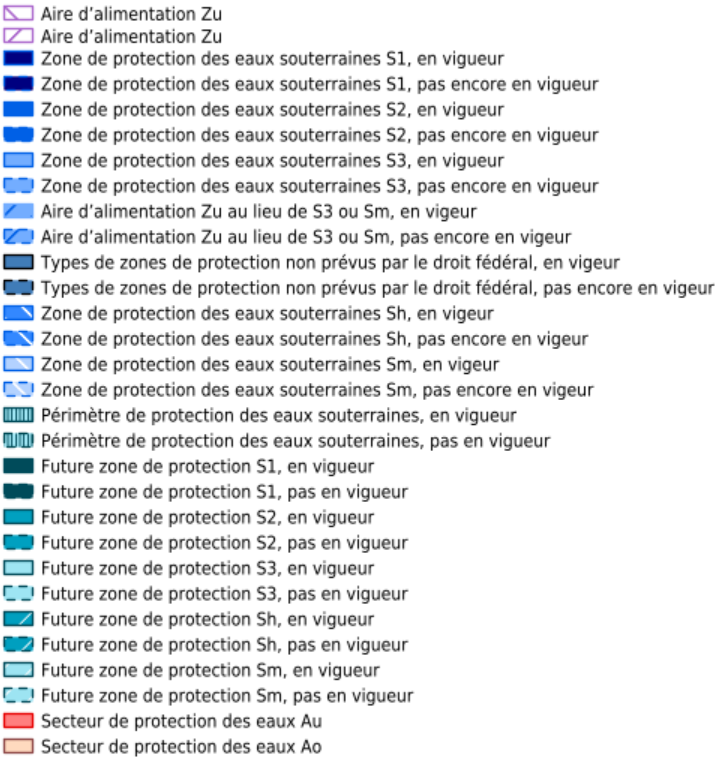 Aire d'alimentation Zu
Aire d'alimentation Zu
Zone de protection des eaux souterraines S1, en vigueur
Zone de protection des eaux souterraines S1, pas encore en vigueur
Zone de protection des eaux souterraines S2, en vigueur
Zone de protection des eaux souterraines S2, pas encore en vigueur
Zone de protection des eaux souterraines S3, en vigueur
Zone de protection des eaux souterraines S3, pas encore en vigueur
Aire d'alimentation Zu au lieu de S3 ou Sm, en vigeur
Aire d'alimentation Zu au lieu de S3 ou Sm, pas encore en vigeur
Types de zones de protection non prévus par le droit fédéral, en vigeur
Types de zones de protection non prévus par le droit fédéral, pas encore en vigeur
Zone de protection des eaux souterraines Sh, en vigeur
Zone de protection des eaux souterraines Sh, pas encore en vigeur
Zone de protection des eaux souterraines Sm, en vigeur
Zone de protection des eaux souterraines Sm, pas encore en vigeur
Périmètre de protection des eaux souterraines, en vigueur
Périmètre de protection des eaux souterraines, pas en vigueur
Future zone de protection S1, en vigueur
Future zone de protection S1, pas en vigueur
Future zone de protection S2, en vigueur
Future zone de protection S2, pas en vigueur
Future zone de protection S3, en vigueur
Future zone de protection S3, pas en vigueur
Future zone de protection Sh, en vigueur
Future zone de protection Sh, pas en vigueur
Future zone de protection Sm, en vigueur
Future zone de protection Sm, pas en vigueur
Secteur de protection des eaux Au
Secteur de protection des eaux Ao